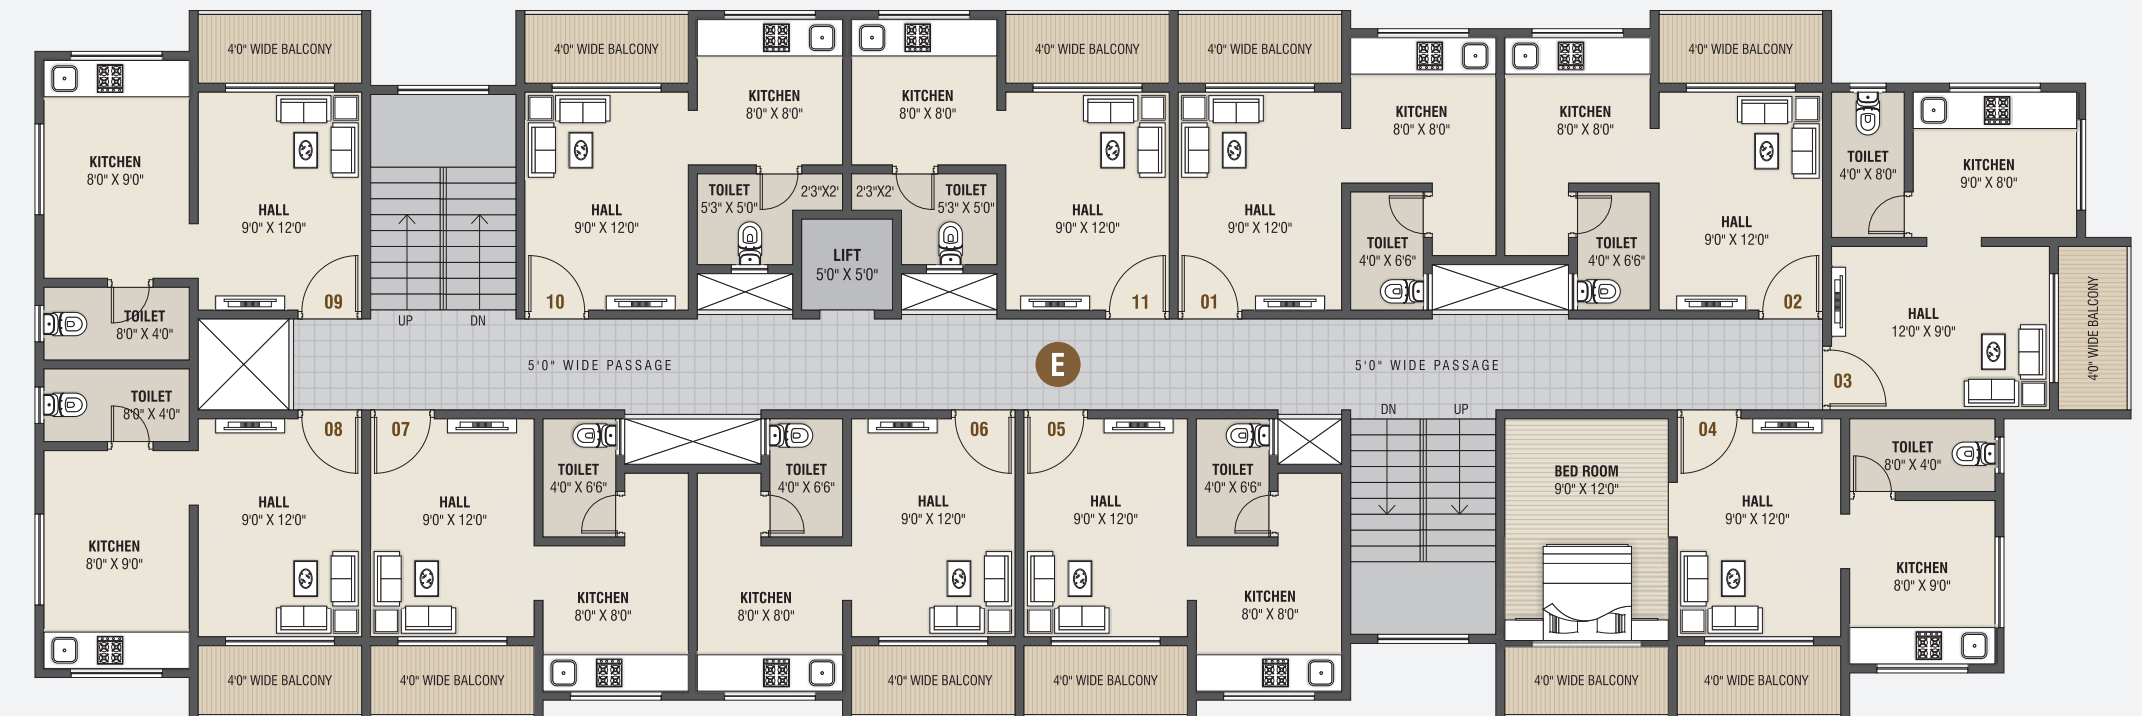 4'0" WIDE BALCONY
4'0" WIDE BALCONY
4'0" WIDE BALCONY
4'0" WIDE BALCONY
4'0" WIDE BALCONY
KITCHEN
8'0" X 9'0"
HALL
9'0" X 12'0"
09
TOILET
8'0" X 4'0"
UP
DN
HALL
9'0" X 12'0"
10
KITCHEN
8'0" X 8'0"
TOILET
5'3" X 5'0"
2'3"X2'
LIFT
5'0" X 5'0"
KITCHEN
8'0" X 8'0"
2'3"X2'
TOILET
5'3" X 5'0"
HALL
9'0" X 12'0"
11
HALL
9'0" X 12'0"
01
KITCHEN
8'0" X 8'0"
TOILET
4'0" X 6'6"
KITCHEN
8'0" X 8'0"
TOILET
4'0" X 6'6"
HALL
9'0" X 12'0"
02
TOILET
4'0" X 8'0"
KITCHEN
9'0" X 8'0"
HALL
12'0" X 9'0"
03
4'0" WIDE BALCONY
5'0" WIDE PASSAGE
E
5'0" WIDE PASSAGE
TOILET
8'0" X 4'0"
KITCHEN
8'0" X 9'0"
08
HALL
9'0" X 12'0"
07
HALL
9'0" X 12'0"
TOILET
4'0" X 6'6"
KITCHEN
8'0" X 8'0"
TOILET
4'0" X 6'6"
KITCHEN
8'0" X 8'0"
06
HALL
9'0" X 12'0"
05
HALL
9'0" X 12'0"
TOILET
4'0" X 6'6"
KITCHEN
8'0" X 8'0"
DN
UP
BED ROOM
9'0" X 12'0"
04
HALL
9'0" X 12'0"
TOILET
8'0" X 4'0"
KITCHEN
8'0" X 9'0"
4'0" WIDE BALCONY
4'0" WIDE BALCONY
4'0" WIDE BALCONY
4'0" WIDE BALCONY
4'0" WIDE BALCONY
4'0" WIDE BALCONY